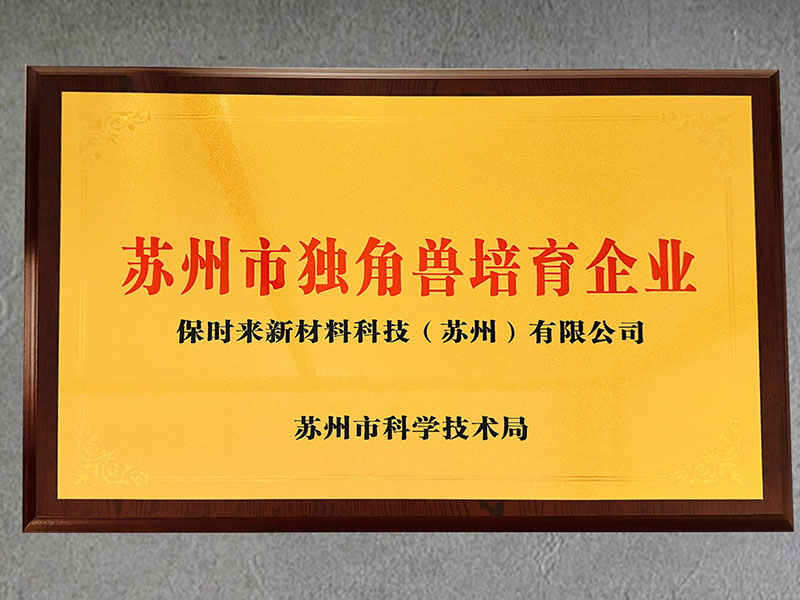 苏州市独角兽培育企业
保时来新材料科技（苏州）有限公司
苏州市科学技术局